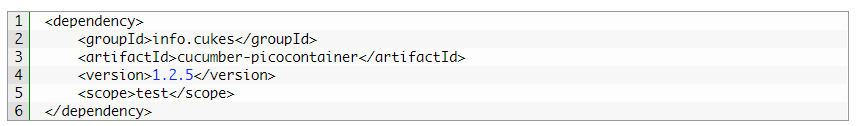 1 <dependency>
2     <groupId>info.cukes</groupId>
3     <artifactId>cucumber-picocontainer</artifactId>
4     <version>1.2.5</version>
5     <scope>test</scope>
6 </dependency>